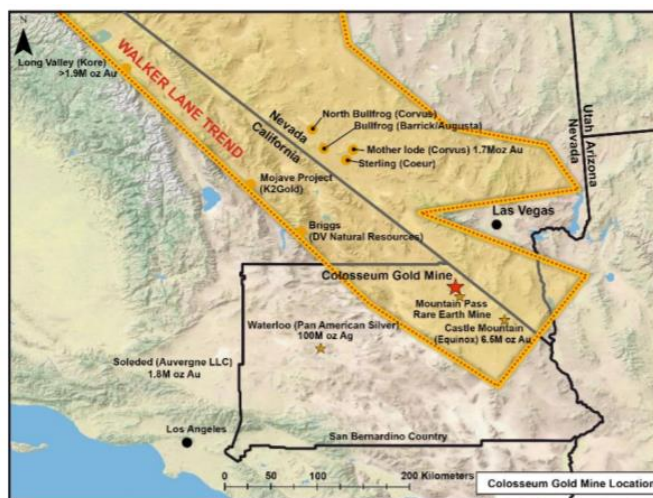 N
Long Valley (Kore)
>1.9M oz Au
WALKER LANE TREND
Nevada
California
North Bullfrog (Corvus)
Bullfrog (Barrick/Augusta)
Mother lode (Corvus) 1.7Moz Au
Sterling (Coeur)
Utah
Nevada
Arizona
Mojave Project
(K2Gold)
Las Vegas
Briggs
(DV Natural Resources)
Colosseum Gold Mine
Mountain Pass
Rare Earth Mine
Castle Mountain
(Equinox) 6.5M oz Au
Waterloo (Pan American Silver)
100M oz Ag
Soleded (Auvergne LLC)
1.8M oz Au
Los Angeles
San Bernardino Country
0 25 50 100 200 Kilometers
Colosseum Gold Mine Location